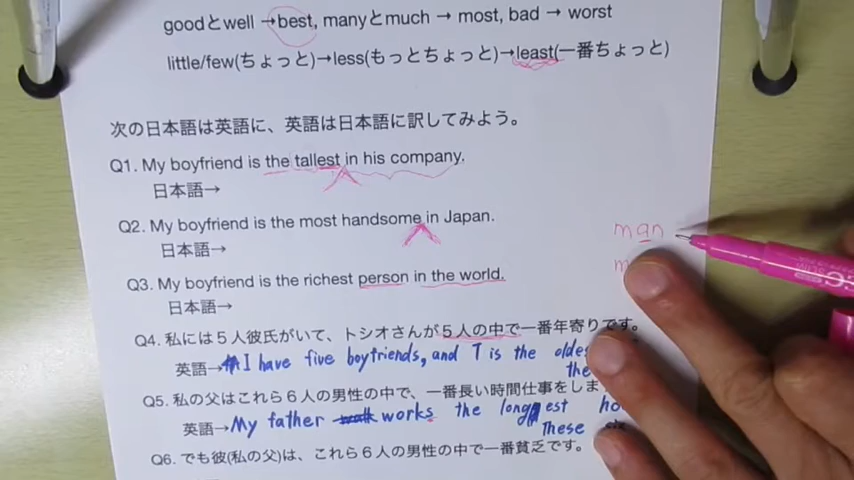 goodとwell →best, manyとmuch → most, bad → worst
little/few(ちょっと)→less(もっとちょっと)→least(一番ちょっと)
次の日本語は英語に、英語は日本語に訳してみよう。
Q1. My boyfriend is the tallest in his company.
日本語→
Q2. My boyfriend is the most handsome in Japan.
日本語→
man
Q3. My boyfriend is the richest person in the world.
m
日本語→
Q4. 私には５人彼氏がいて、トシオさんが５人の中で一番年寄りです。
英語→I have five boyfriends, and T is the oldes
the
Q5. 私の父はこれら６人の男性の中で、一番長い時間仕事をしま
英語→My father works the longest ho
These
Q6. でも彼(私の父)は、これら６人の男性の中で一番貧乏です。